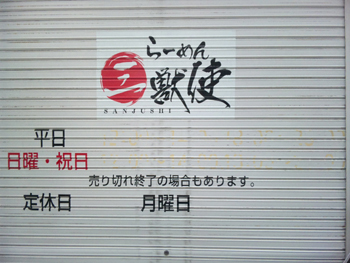 らーめん
三獣使
SANJUSHI
平日
日曜・祝日
売り切れ終了の場合もあります。
定休日 月曜日